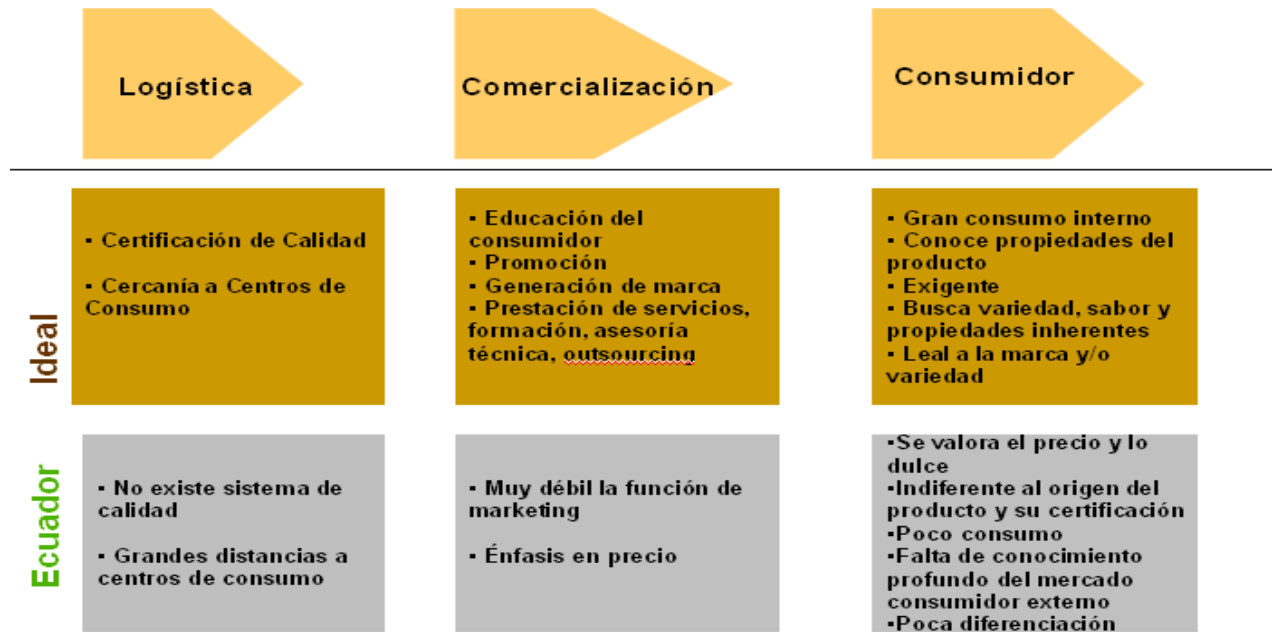 Logística
Comercialización
Consumidor
Ideal
▪ Certificación de Calidad
▪ Cercanía a Centros de
Consumo
▪ Educación del
consumidor
▪ Promoción
▪ Generación de marca
▪ Prestación de servicios,
formación, asesoría
técnica, outsourcing
▪ Gran consumo interno
▪ Conoce propiedades del
producto
▪ Exigente
▪ Busca variedad, sabor y
propiedades inherentes
▪ Leal a la marca y/o
variedad
Ecuador
▪ No existe sistema de
calidad
▪ Grandes distancias a
centros de consumo
▪ Muy débil la función de
marketing
▪ Énfasis en precio
▪Se valora el precio y lo
dulce
▪Indiferente al origen del
producto y su certificación
▪Poco consumo
▪Falta de conocimiento
profundo del mercado
consumidor externo
▪Poca diferenciación